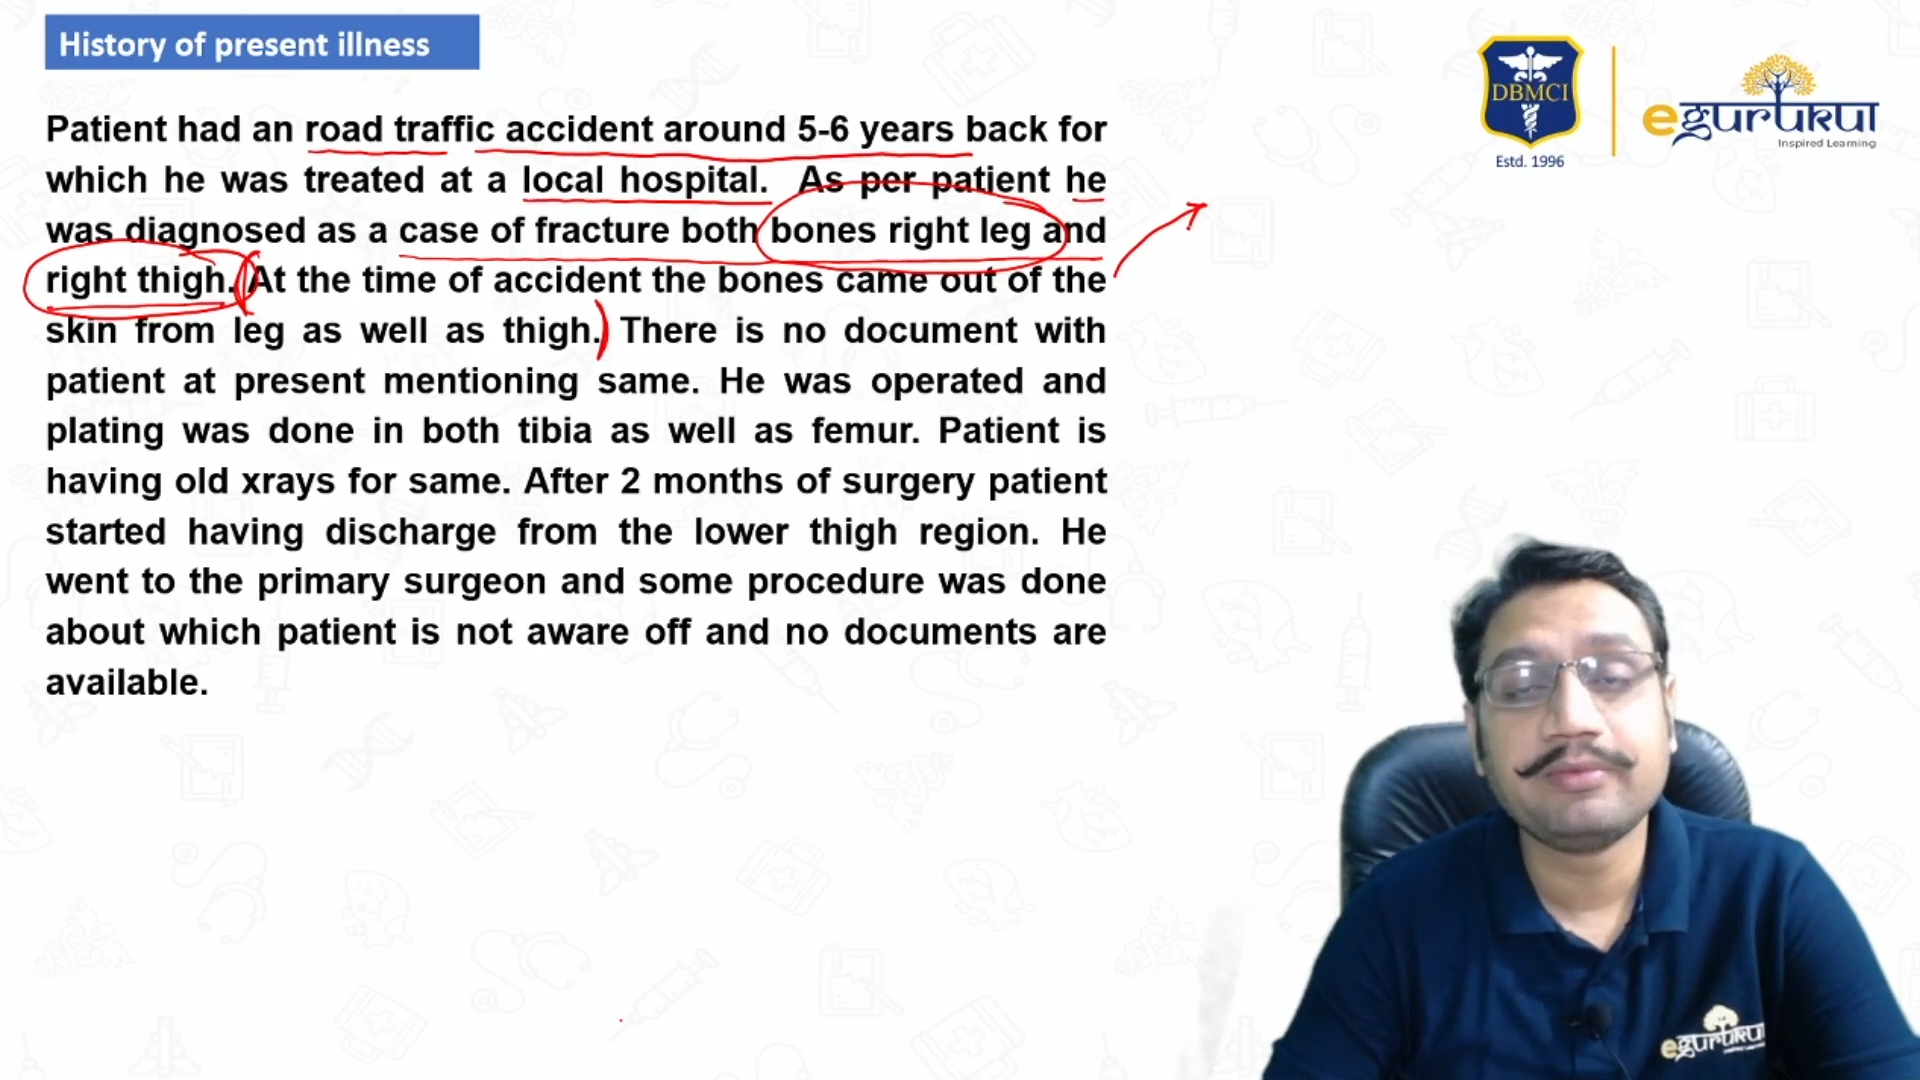 History of present illness
DBMCI
Estd. 1996
egurukul
Inspired Learning
Patient had an road traffic accident around 5-6 years back for
which he was treated at a local hospital. As per patient he
was diagnosed as a case of fracture both bones right leg and
right thigh. At the time of accident the bones came out of the
skin from leg as well as thigh. There is no document with
patient at present mentioning same. He was operated and
plating was done in both tibia as well as femur. Patient is
having old xrays for same. After 2 months of surgery patient
started having discharge from the lower thigh region. He
went to the primary surgeon and some procedure was done
about which patient is not aware off and no documents are
available.
egurukul